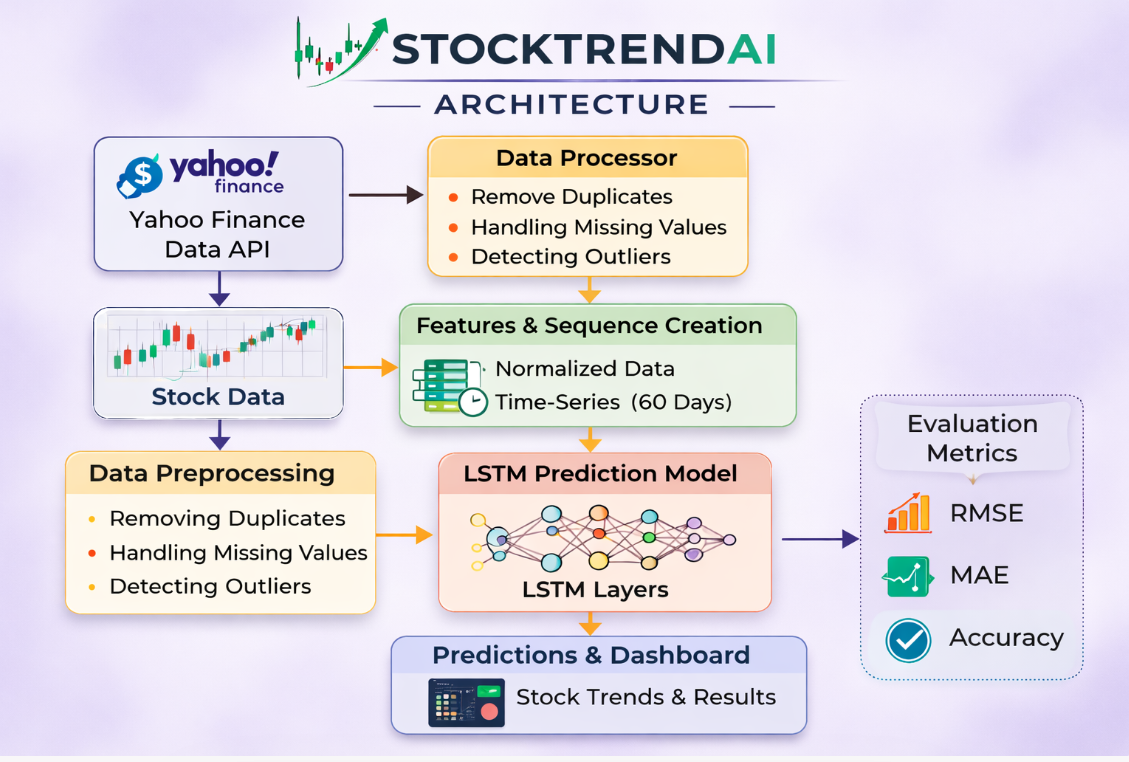 STOCKTRENDAI
ARCHITECTURE
yahoo!
finance
Yahoo Finance
Data API
Data Processor
Remove Duplicates
Handling Missing Values
Detecting Outliers
Stock Data
Features & Sequence Creation
Normalized Data
Time-Series (60 Days)
Data Preprocessing
Removing Duplicates
Handling Missing Values
Detecting Outliers
LSTM Prediction Model
LSTM Layers
Evaluation
Metrics
RMSE
MAE
Accuracy
Predictions & Dashboard
Stock Trends & Results